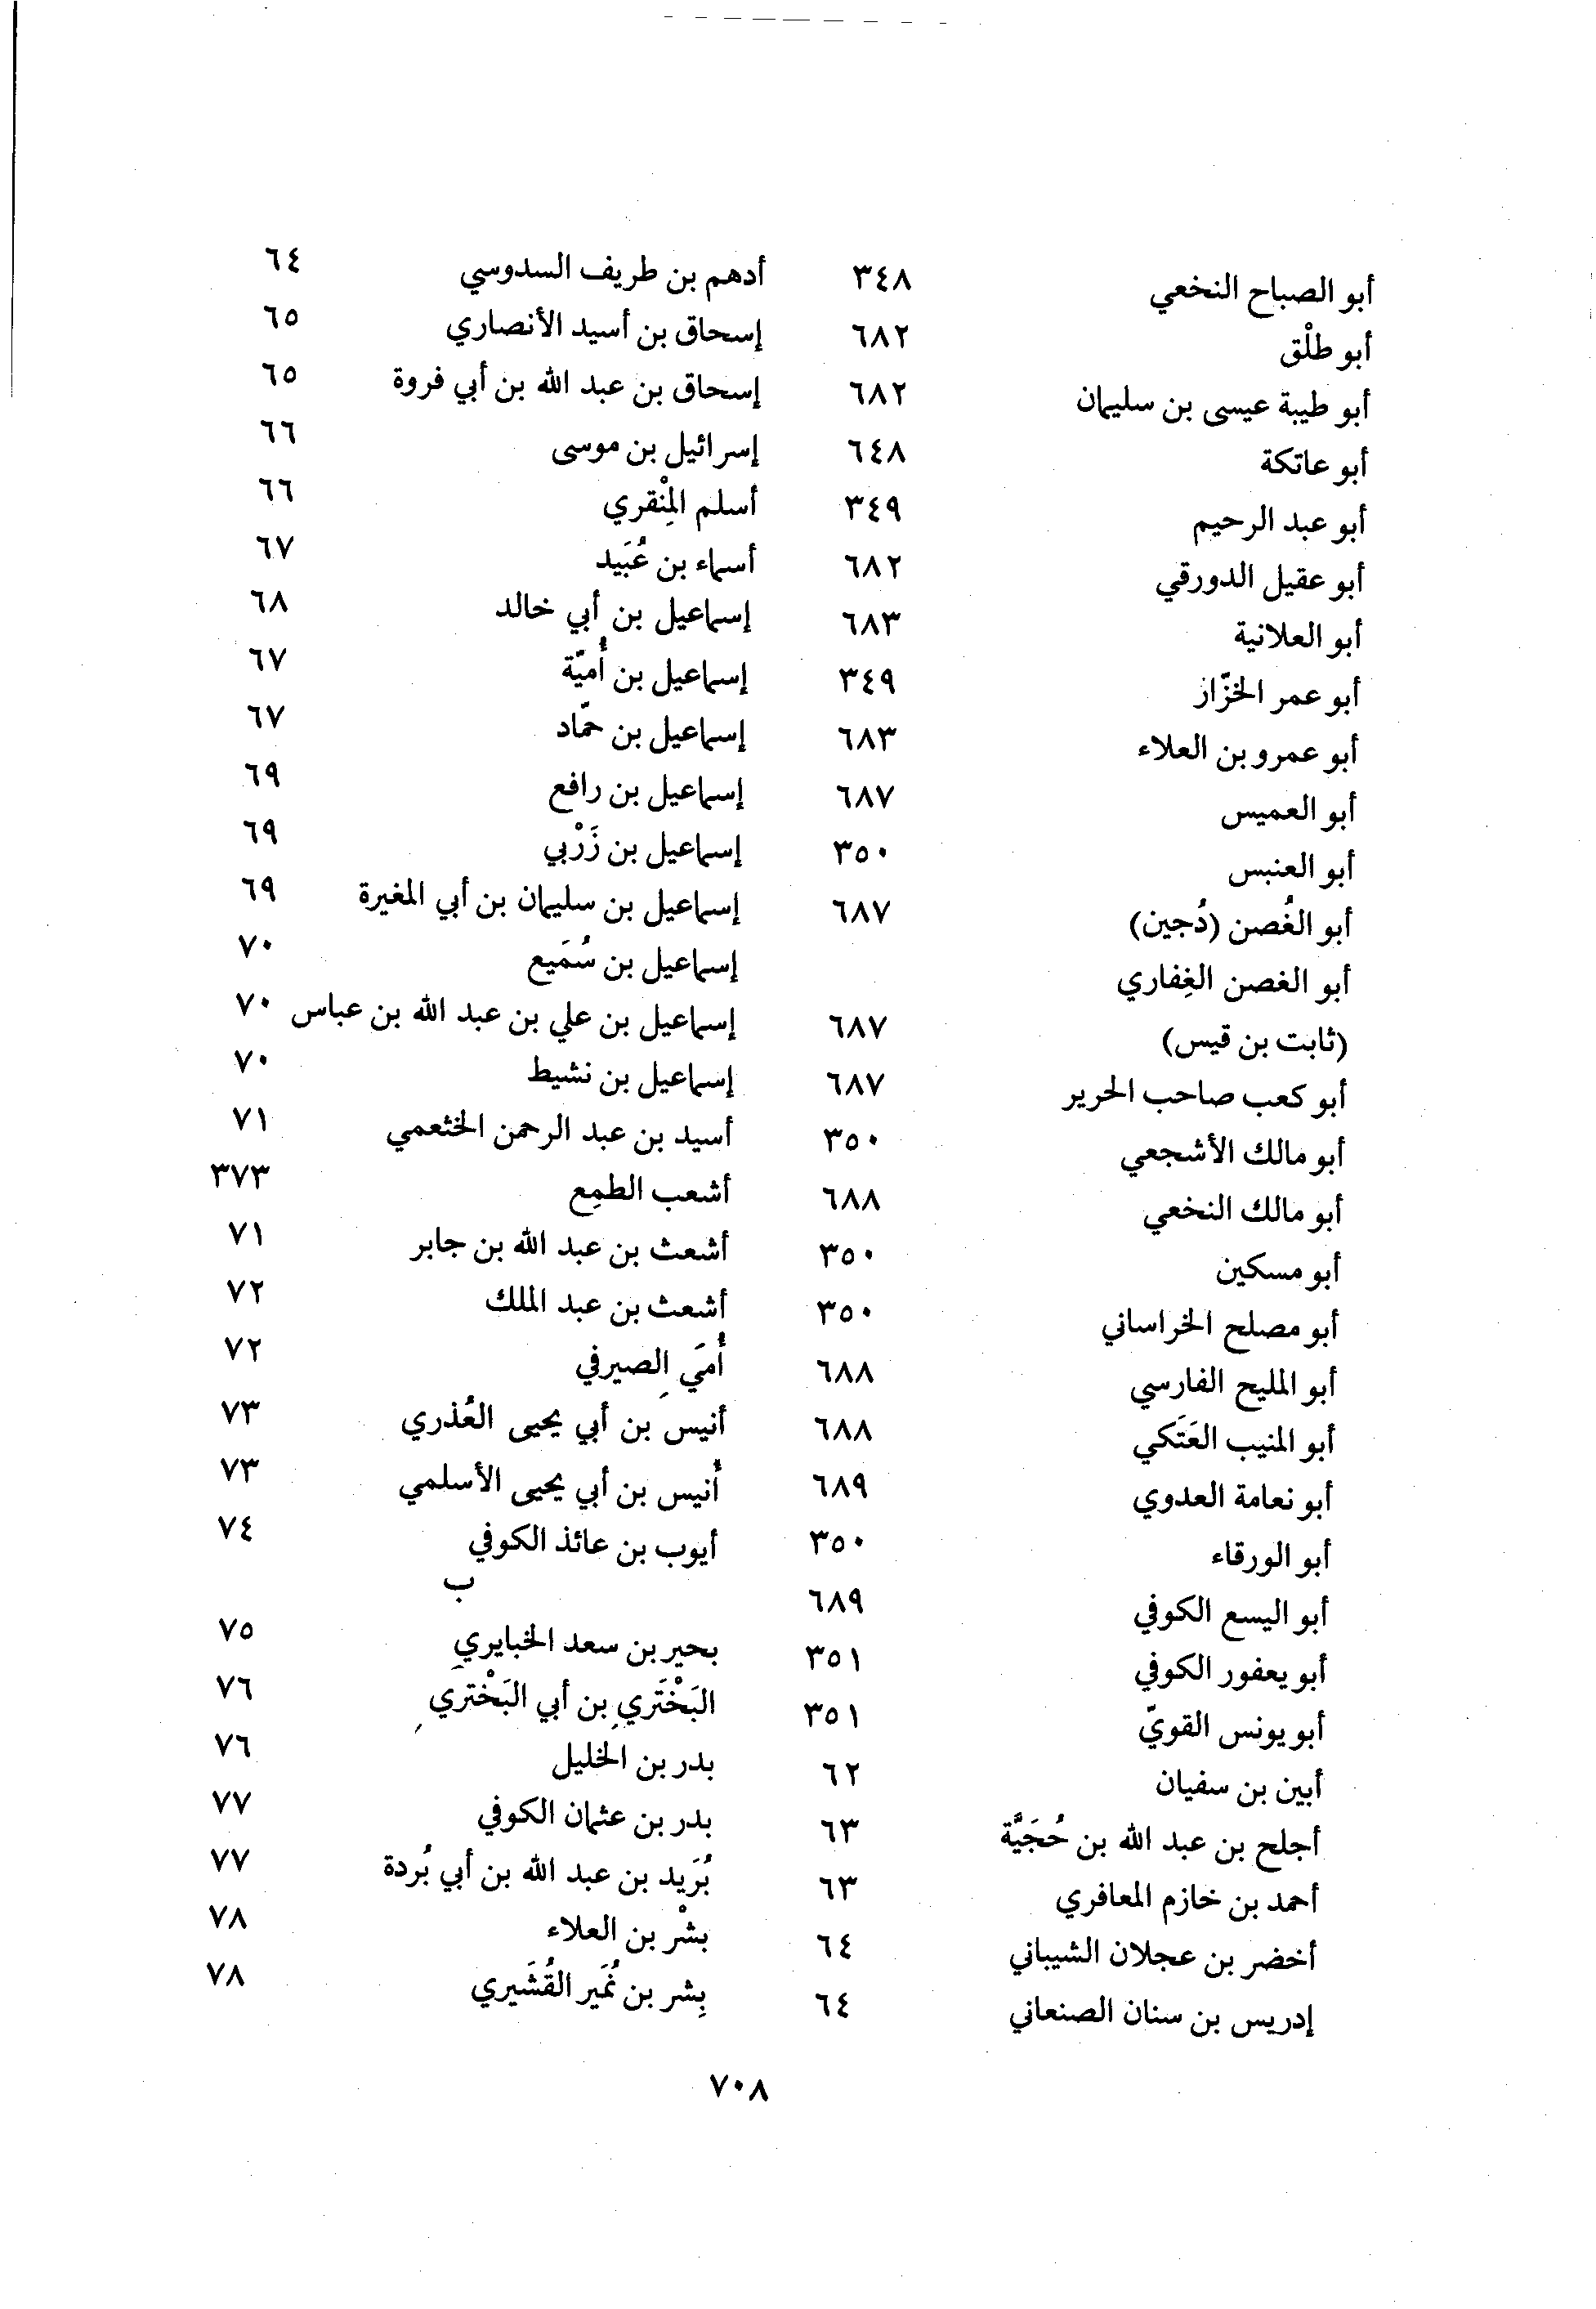 أبو الصباح النخعي ٣٤٨
أبو طلْق ٦٨٢
أبو طيبة عيسى بن سليمان ٦٨٢
أبو عاتكة ٦٤٨
أبو عبد الرحيم ٣٤٩
أبو عقيل الدورقي ٦٨٢
أبو العلانية ٦٨٣
أبو عمر الخزّاز ٣٤٩
أبو عمرو بن العلاء ٦٨٣
أبو العميس ٦٨٧
أبو العنبس ٣٥٠
أبو الغُصن (دُجين) ٦٨٧
أبو الغصن الغِفاري
(ثابت بن قيس) ٦٨٧
أبو كعب صاحب الحرير ٦٨٧
أبو مالك الأشجعي ٣٥٠
أبو مالك النخعي ٦٨٨
أبو مسكين ٣٥٠
أبو مصلح الخراساني ٣٥٠
أبو المليح الفارسي ٦٨٨
أبو المنيب العَتَكي ٦٨٨
أبو نعامة العدوي ٦٨٩
أبو الورقاء ٣٥٠
أبو اليسع الكوفي ٦٨٩
أبو يعفور الكوفي ٣٥١
أبو يونس القويّ ٣٥١
أبين بن سفيان ٦٢
أجلح بن عبد الله بن حُجَيَّة ٦٣
أحمد بن خازم المعافري ٦٣
أخضر بن عجلان الشيباني ٦٤
إدريس بن سنان الصنعاني ٦٤
أدهم بن طريف السدوسي ٦٤
إسحاق بن أسيد الأنصاري ٦٥
إسحاق بن عبد الله بن أبي فروة ٦٥
إسرائيل بن موسى ٦٦
أسلم المِنْقري ٦٦
أسماء بن عُبَيد ٦٧
إسماعيل بن أبي خالد ٦٨
إسماعيل بن أُميّة ٦٧
إسماعيل بن حمّاد ٦٧
إسماعيل بن رافع ٦٩
إسماعيل بن زَرْبي ٦٩
إسماعيل بن سليمان بن أبي المغيرة ٦٩
إسماعيل بن سُمَيع ٧٠
إسماعيل بن علي بن عبد الله بن عباس ٧٠
إسماعيل بن نشيط ٧٠
أسيد بن عبد الرحمن الخثعمي ٧١
أشعب الطمِع ٣٧٣
أشعث بن عبد الله بن جابر ٧١
أشعث بن عبد الملك ٧٢
أُمَي الصيرفي ٧٢
أنيس بن أبي يحيى العُذري ٧٣
أُنيس بن أبي يحيى الأسلمي ٧٣
أيوب بن عائذ الكوفي ٧٤
ب
بحير بن سعد الخبايري ٧٥
البَخْتَري بن أبي البَخْتَري ٧٦
بدر بن الخليل ٧٦
بدر بن عثمان الكوفي ٧٧
بُرَيد بن عبد الله بن أبي بُردة ٧٧
بشْر بن العلاء ٧٨
بِشر بن نُمَير القُشَيري ٧٨
٧٠٨